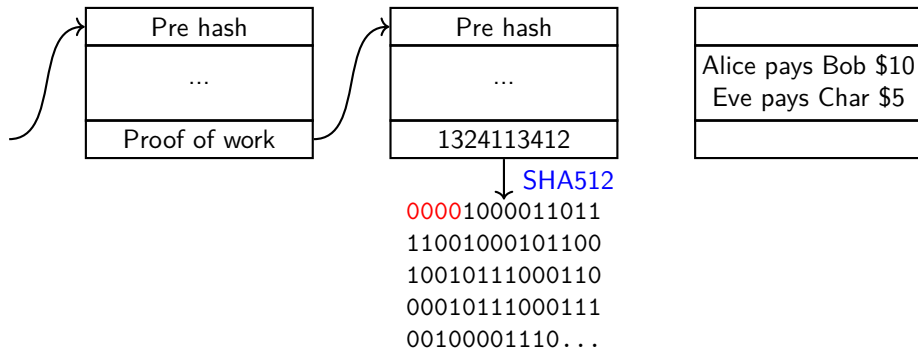 Pre hash
...
Proof of work
Pre hash
...
1324113412
SHA512
00001000011011
11001000101100
10010111000110
00010111000111
00100001110...
Alice pays Bob $10
Eve pays Char $5